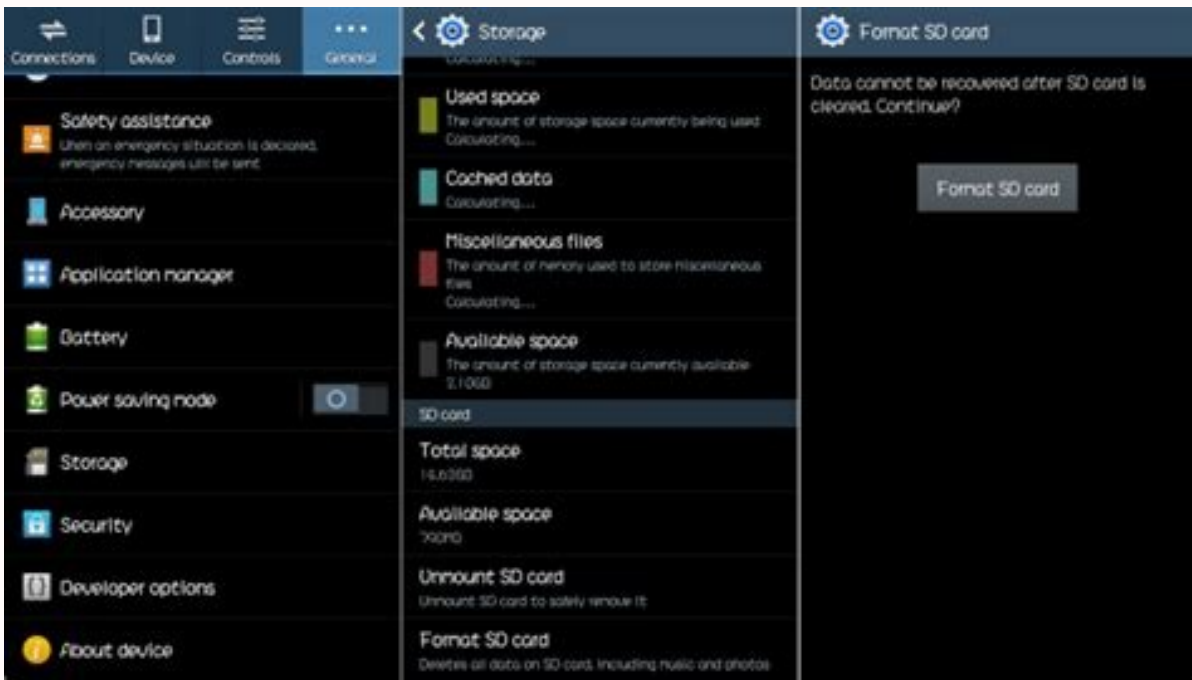 Connections Device Controls General
Safety assistance
When an emergency situation is declared,
emergency messages will be sent
Accessory
Application manager
Battery
Power saving mode
Storage
Security
Developer options
About device
Storage
Calculating...
Used space
The amount of storage space currently being used
Calculating...
Cached data
Calculating...
Miscellaneous files
The amount of memory used to store miscellaneous
files
Calculating...
Available space
The amount of storage space currently available
2.10GB
SD card
Total space
Available space
Unmount SD card
Unmount SD card to safely remove it
Format SD card
Deletes all data on SD card, including music and photos
Format SD card
Data cannot be recovered after SD card is
cleared. Continue?
Format SD card